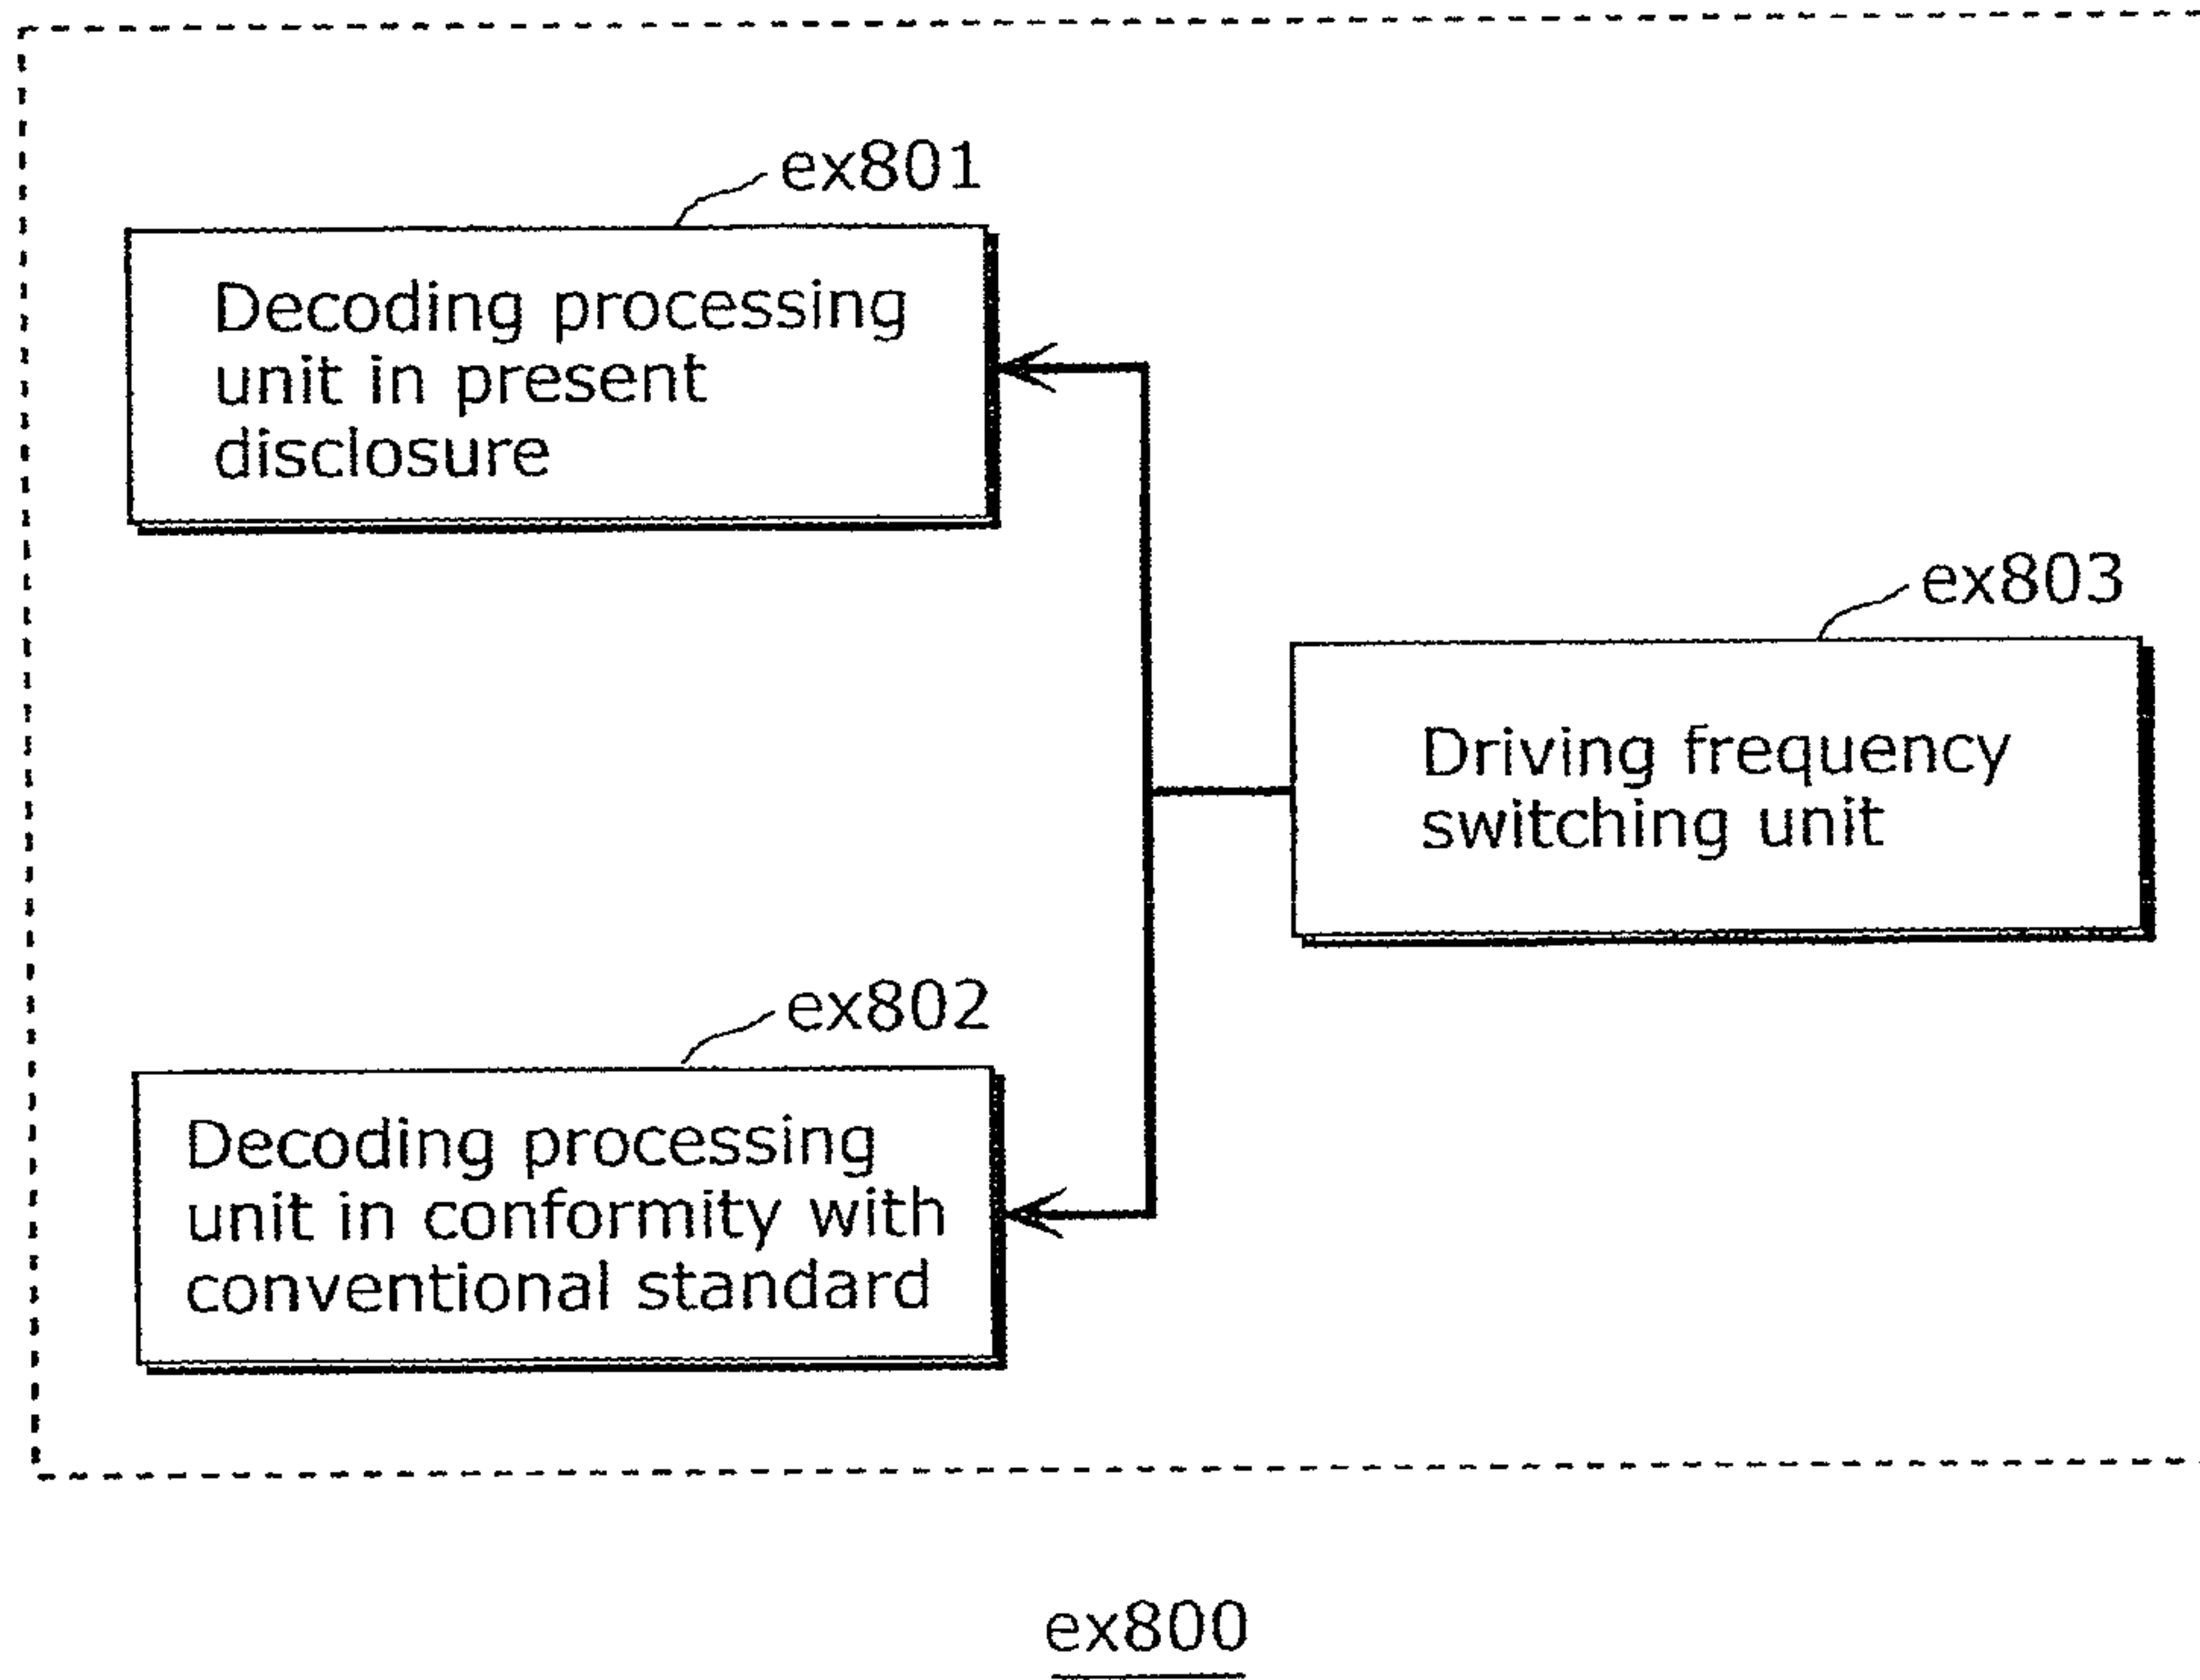 ex801
Decoding processing
unit in present
disclosure
ex803
Driving frequency
switching unit
ex802
Decoding processing
unit in conformity with
conventional standard
ex800